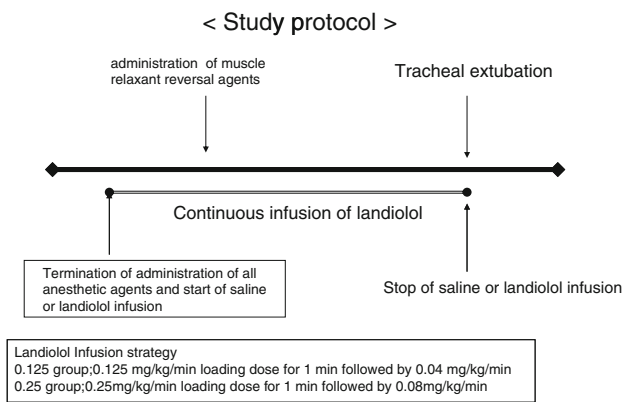 < Study protocol >
administration of muscle
relaxant reversal agents
Tracheal extubation
Continuous infusion of landiolol
Termination of administration of all
anesthetic agents and start of saline
or landiolol infusion
Stop of saline or landiolol infusion
Landiolol Infusion strategy
0.125 group;0.125 mg/kg/min loading dose for 1 min followed by 0.04 mg/kg/min
0.25 group;0.25mg/kg/min loading dose for 1 min followed by 0.08mg/kg/min